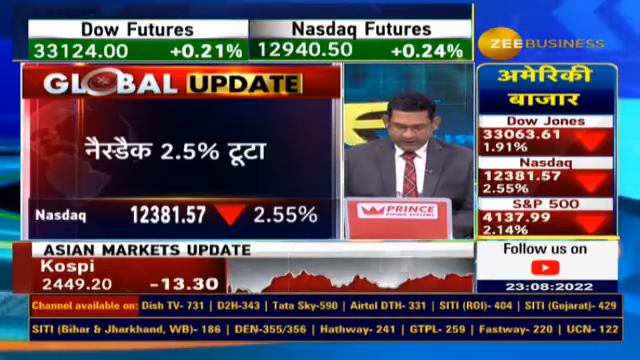 Dow Futures
33124.00 +0.21%
Nasdaq Futures
12940.50 +0.24%
ZEE BUSINESS
GLOBAL UPDATE
नैस्डैक 2.5% टूटा
Nasdaq 12381.57 2.55%
PRINCE
PIPING SYSTEMS
अमेरिकी
बाजार
Dow Jones
33063.61
1.91%
Nasdaq
12381.57
2.55%
S&P 500
4137.99
2.14%
ASIAN MARKETS UPDATE
Kospi
2449.20 -13.30
Follow us on
23:08:2022
Channel available on: Dish TV- 731 | D2H-343 | Tata Sky-590 | Airtel DTH- 331 | SITI (ROI)- 404 | SITI (Gujarat)- 429
SITI (Bihar & Jharkhand, WB)- 186 | DEN-355/356 | Hathway- 241 | GTPL- 259 | Fastway- 220 | UCN- 122